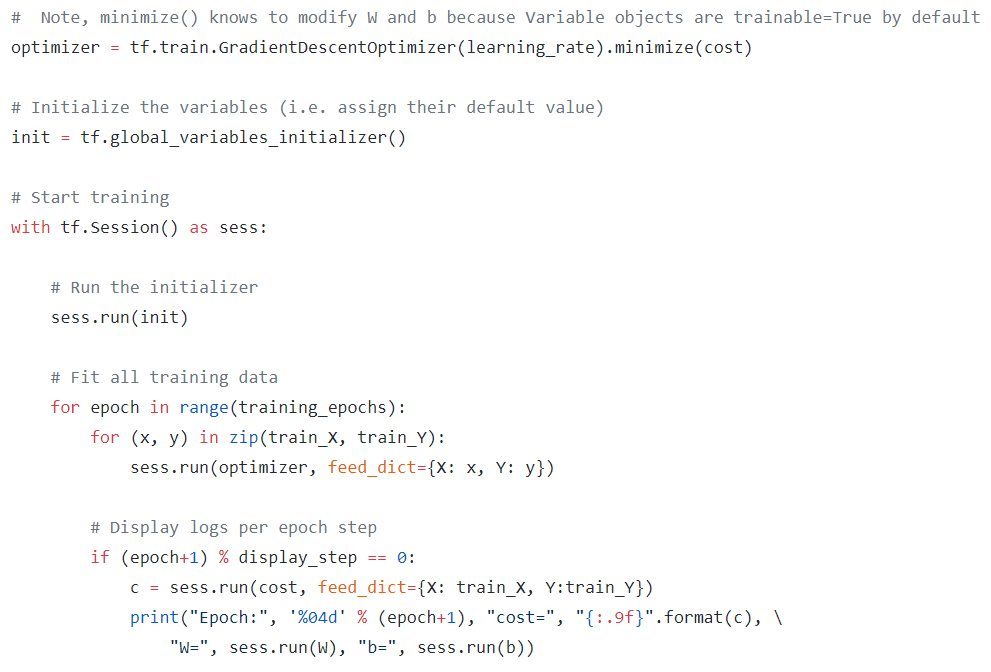 #  Note, minimize() knows to modify W and b because Variable objects are trainable=True by default
optimizer = tf.train.GradientDescentOptimizer(learning_rate).minimize(cost)
# Initialize the variables (i.e. assign their default value)
init = tf.global_variables_initializer()
# Start training
with tf.Session() as sess:
# Run the initializer
sess.run(init)
# Fit all training data
for epoch in range(training_epochs):
for (x, y) in zip(train_X, train_Y):
sess.run(optimizer, feed_dict={X: x, Y: y})
# Display logs per epoch step
if (epoch+1) % display_step == 0:
c = sess.run(cost, feed_dict={X: train_X, Y:train_Y})
print("Epoch:", '%04d' % (epoch+1), "cost=", "{:.9f}".format(c), \
"W=", sess.run(W), "b=", sess.run(b))